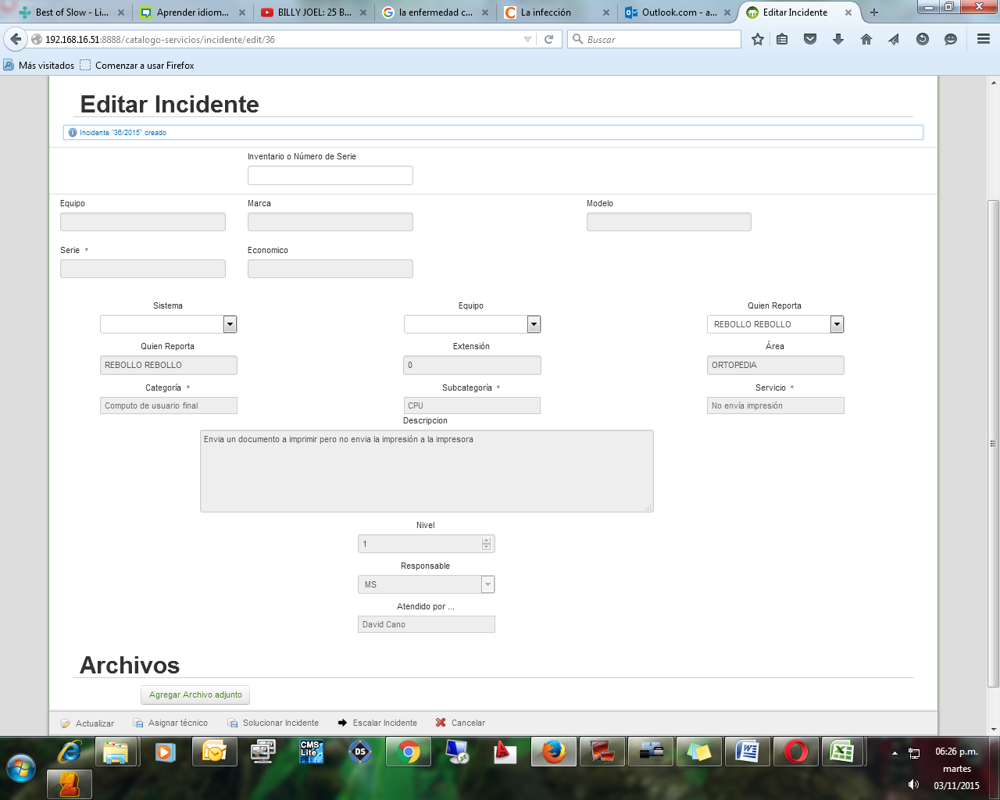 Best of Slow - Li...
Aprender idiom...
BILLY JOEL: 25 B...
la enfermedad c...
La infección
Outlook.com - a...
Editar Incidente
192.168.16.51:8888/catalogo-servicios/incidente/edit/36
Buscar
Más visitados
Comenzar a usar Firefox
Editar Incidente
Incidente "36/2015" creado
Inventario o Número de Serie
Equipo
Marca
Modelo
Serie *
Economico
Sistema
Equipo
Quien Reporta
REBOLLO REBOLLO
Quien Reporta
Extensión
Área
REBOLLO REBOLLO
0
ORTOPEDIA
Categoría *
Subcategoría *
Servicio *
Computo de usuario final
CPU
No envía impresión
Descripcion
Envia un documento a imprimir pero no envia la impresión a la impresora
Nivel
1
Responsable
MS
Atendido por ...
David Cano
Archivos
Agregar Archivo adjunto
Actualizar
Asignar técnico
Solucionar Incidente
Escalar Incidente
Cancelar
CMS
Lite
DS
06:26 p.m.
martes
03/11/2015